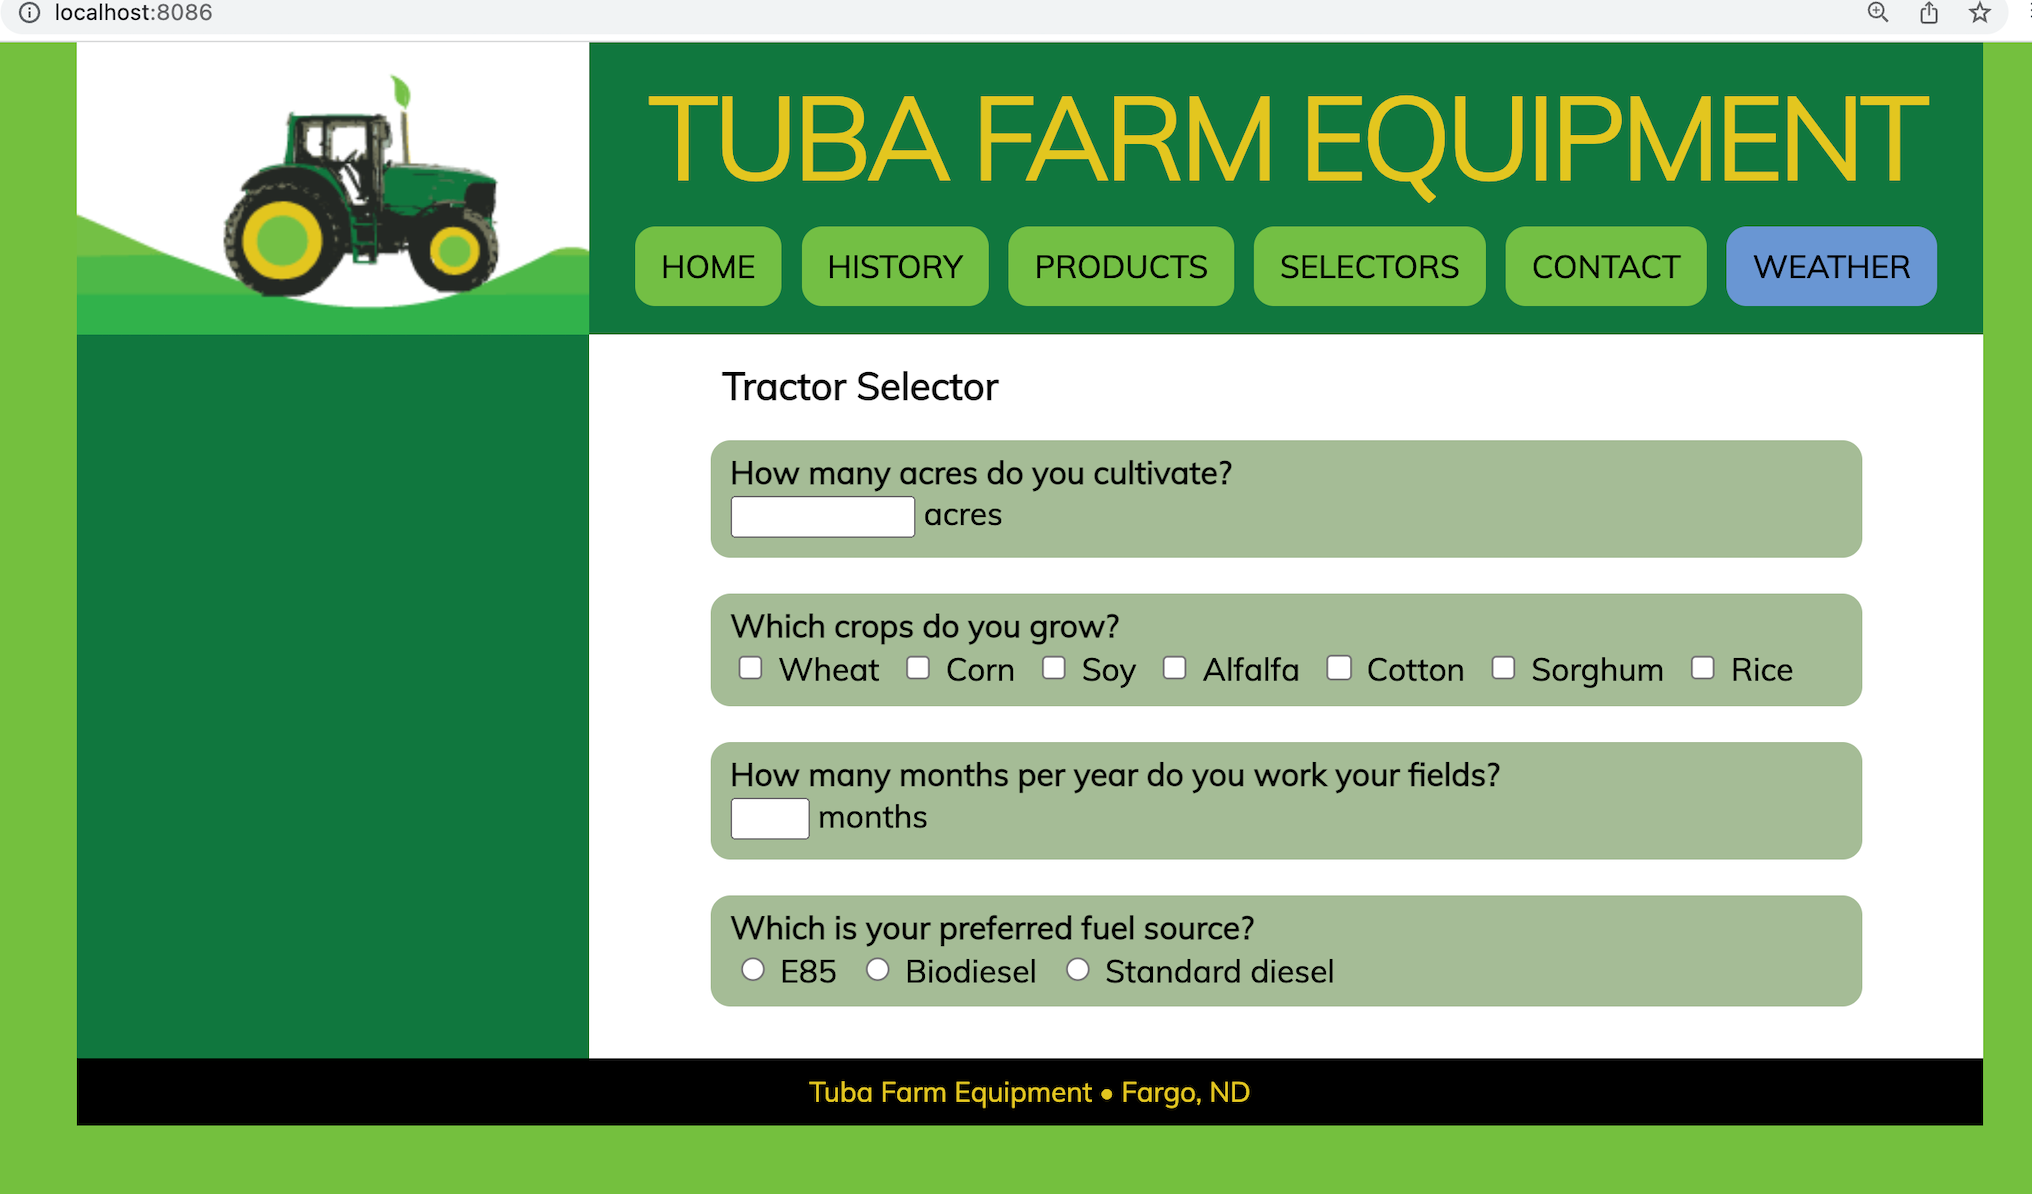 localhost:8086
TUBA FARM EQUIPMENT
HOME HISTORY PRODUCTS SELECTORS CONTACT WEATHER
Tractor Selector
How many acres do you cultivate?
acres
Which crops do you grow?
Wheat Corn Soy Alfalfa Cotton Sorghum Rice
How many months per year do you work your fields?
months
Which is your preferred fuel source?
E85 Biodiesel Standard diesel
Tuba Farm Equipment • Fargo, ND